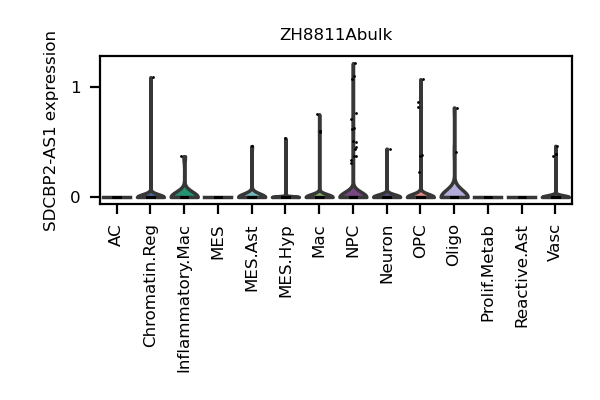 ZH8811Abulk
SDCBP2-AS1 expression
1
0
AC
Chromatin.Reg
Inflammatory.Mac
MES
MES.Ast
MES.Hyp
Mac
NPC
Neuron
OPC
Oligo
Prolif.Metab
Reactive.Ast
Vasc